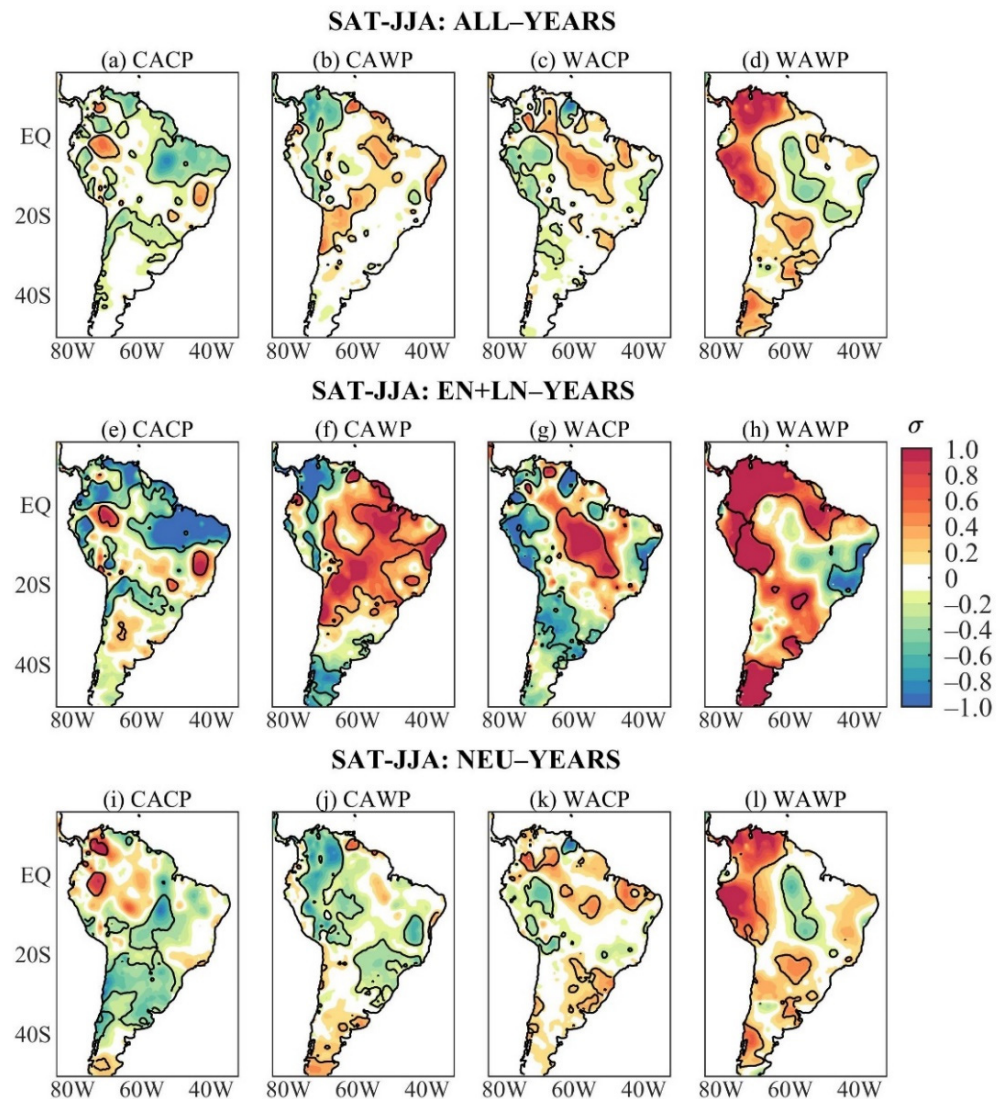 SAT-JJA: ALL–YEARS
(a) CACP (b) CAWP (c) WACP (d) WAWP
EQ
20S
40S
80W 60W 40W 80W 60W 40W 80W 60W 40W 80W 60W 40W
SAT-JJA: EN+LN–YEARS
(e) CACP (f) CAWP (g) WACP (h) WAWP σ
1.0
0.8
0.6
0.4
0.2
0
−0.2
−0.4
−0.6
−0.8
−1.0
EQ
20S
40S
80W 60W 40W 80W 60W 40W 80W 60W 40W 80W 60W 40W
SAT-JJA: NEU–YEARS
(i) CACP (j) CAWP (k) WACP (l) WAWP
EQ
20S
40S
80W 60W 40W 80W 60W 40W 80W 60W 40W 80W 60W 40W